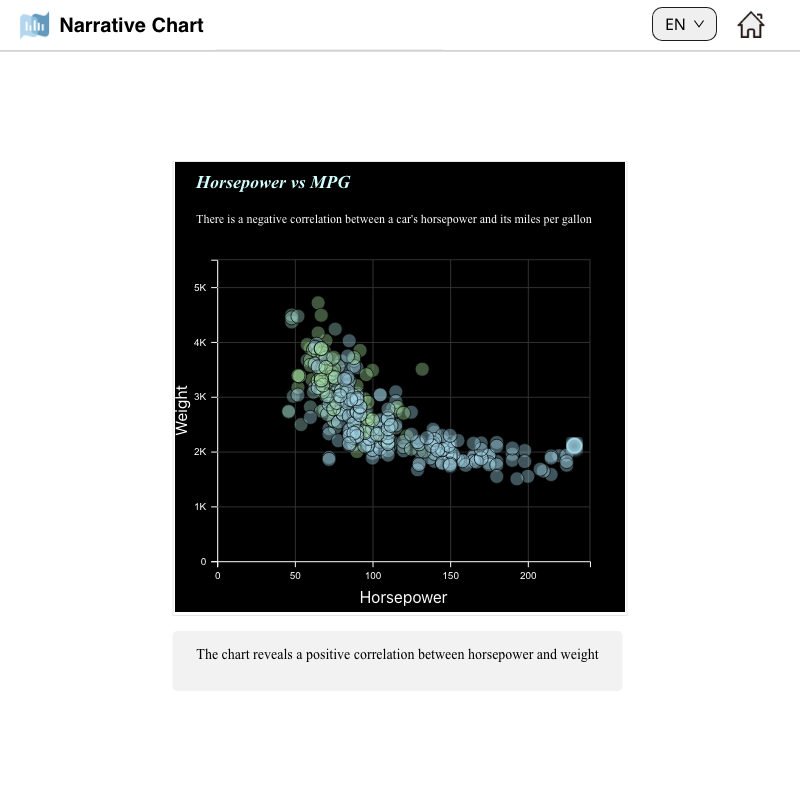 Narrative Chart
EN
Horsepower vs MPG
There is a negative correlation between a car's horsepower and its miles per gallon
5K
4K
3K
2K
1K
0
Weight
0 50 100 150 200
Horsepower
The chart reveals a positive correlation between horsepower and weight